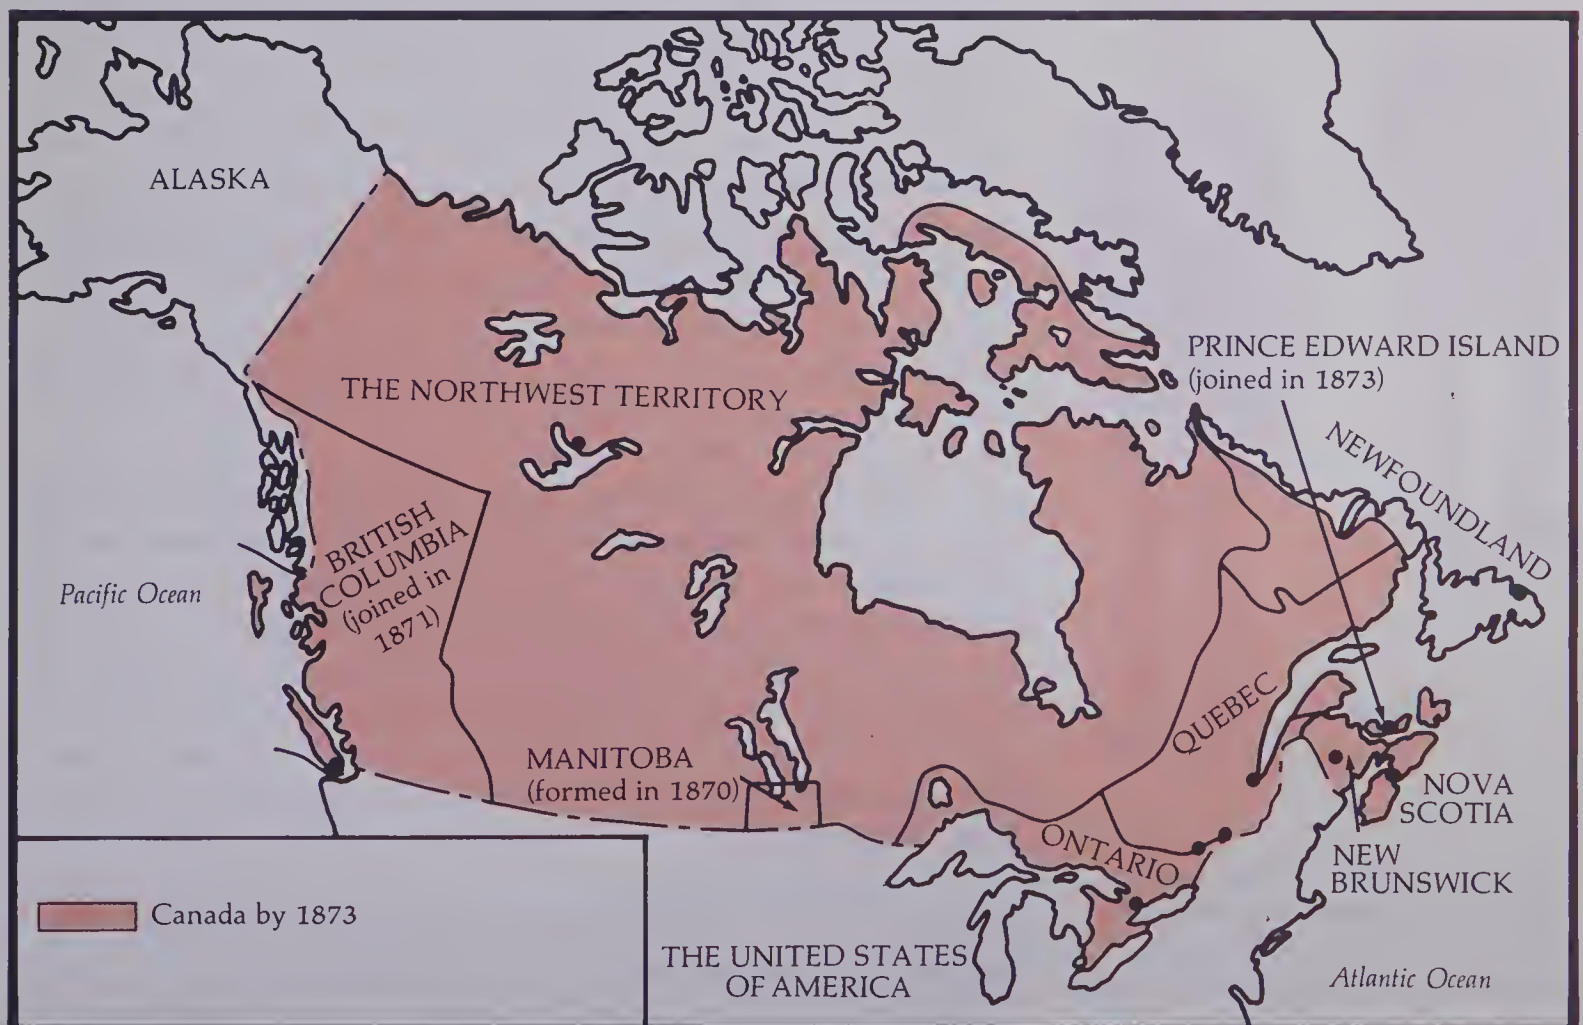 ALASKA
PRINCE EDWARD ISLAND
(joined in 1873)
THE NORTHWEST TERRITORY
NEWFOUNDLAND
BRITISH
COLUMBIA
(joined in
1871)
Pacific Ocean
QUEBEC
MANITOBA
(formed in 1870)
NOVA
SCOTIA
ONTARIO
NEW
BRUNSWICK
Canada by 1873
THE UNITED STATES
OF AMERICA
Atlantic Ocean